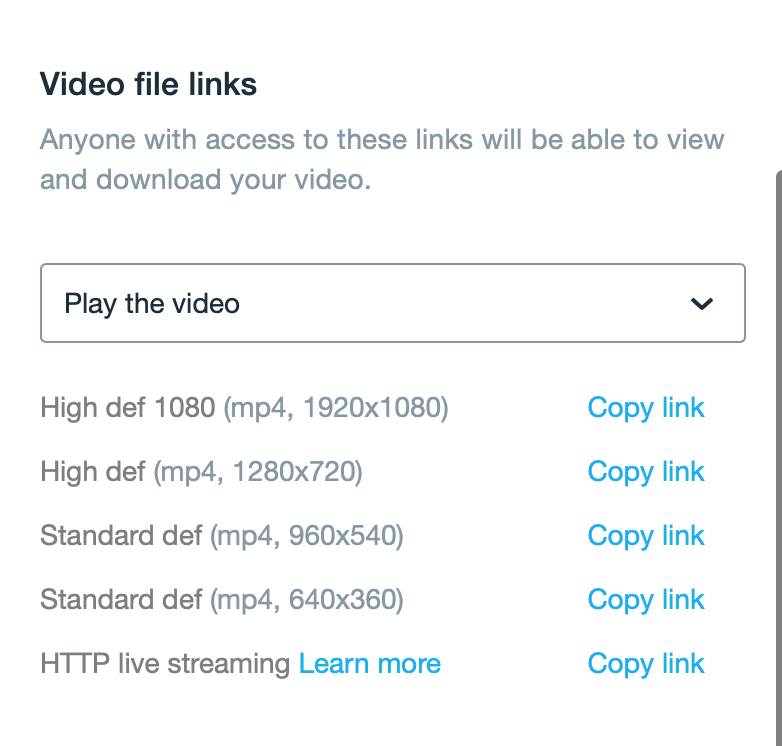 Video file links
Anyone with access to these links will be able to view
and download your video.
Play the video
High def 1080 (mp4, 1920x1080) Copy link
High def (mp4, 1280x720) Copy link
Standard def (mp4, 960x540) Copy link
Standard def (mp4, 640x360) Copy link
HTTP live streaming Learn more Copy link